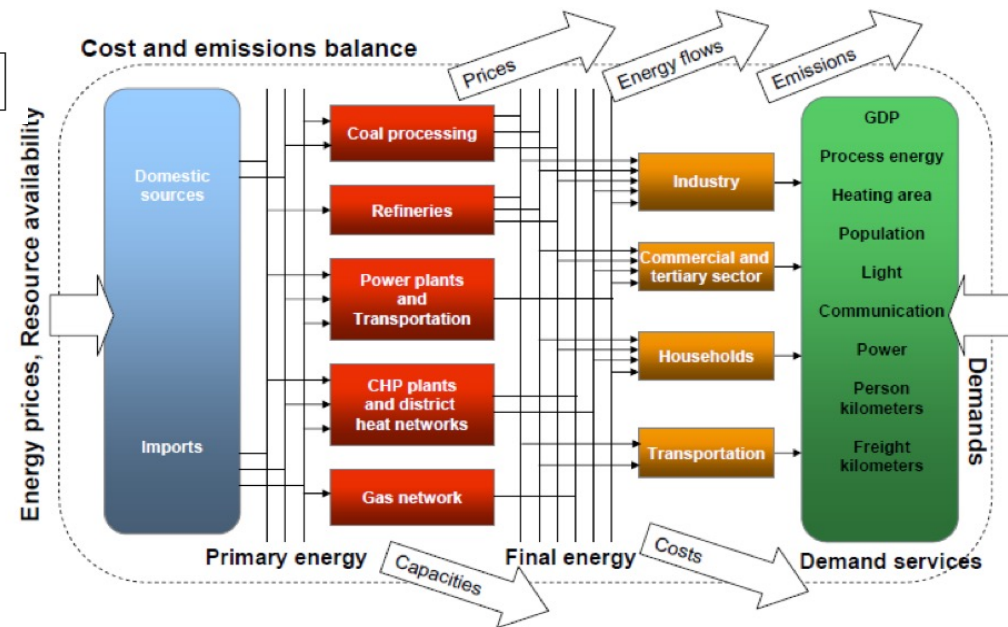 Cost and emissions balance
Prices
Energy flows
Emissions
Energy prices, Resource availability
Domestic
sources
Imports
Primary energy
Coal processing
Refineries
Power plants
and
Transportation
CHP plants
and district
heat networks
Gas network
Capacities
Final energy
Industry
Commercial and
tertiary sector
Households
Transportation
Costs
GDP
Process energy
Heating area
Population
Light
Communication
Power
Person
kilometers
Freight
kilometers
Demand services
Demands